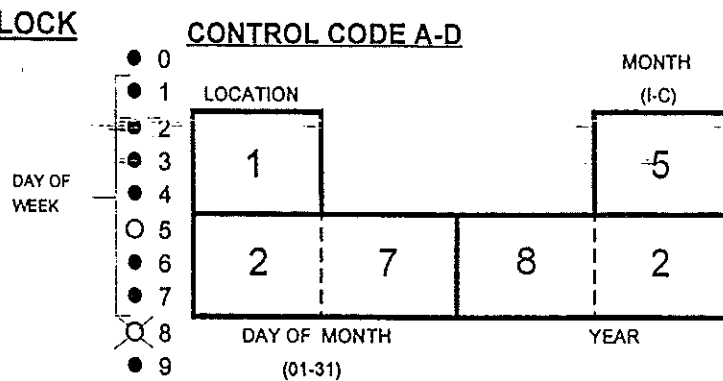 LOCK
CONTROL CODE A-D
0
1
2
3
4
5
6
7
8
9
DAY OF
WEEK
LOCATION
MONTH
(I-C)
1
5
2 7 8 2
DAY OF MONTH
(01-31)
YEAR